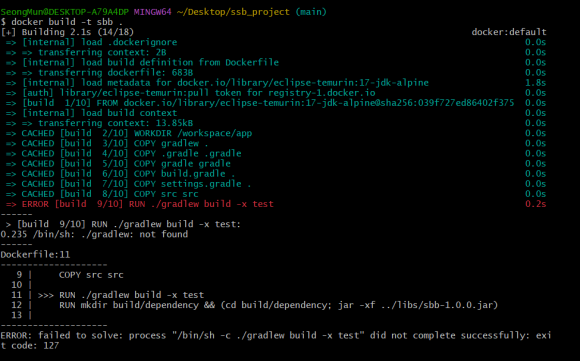 SeongMun@DESKTOP-A79A4DP MINGW64 ~/Desktop/ssb_project (main)
$ docker build -t sbb .
[+] Building 2.1s (14/18) docker:default
=> [internal] load .dockerignore 0.0s
=> => transferring context: 2B 0.0s
=> [internal] load build definition from Dockerfile 0.0s
=> => transferring dockerfile: 683B 0.0s
=> [internal] load metadata for docker.io/library/eclipse-temurin:17-jdk-alpine 1.8s
=> [auth] library/eclipse-temurin:pull token for registry-1.docker.io 0.0s
=> [build  1/10] FROM docker.io/library/eclipse-temurin:17-jdk-alpine@sha256:039f727ed86402f375 0.0s
=> [internal] load build context 0.0s
=> => transferring context: 13.85kB 0.0s
=> CACHED [build  2/10] WORKDIR /workspace/app 0.0s
=> CACHED [build  3/10] COPY gradlew . 0.0s
=> CACHED [build  4/10] COPY .gradle .gradle 0.0s
=> CACHED [build  5/10] COPY gradle gradle 0.0s
=> CACHED [build  6/10] COPY build.gradle . 0.0s
=> CACHED [build  7/10] COPY settings.gradle . 0.0s
=> CACHED [build  8/10] COPY src src 0.0s
=> ERROR [build  9/10] RUN ./gradlew build -x test 0.2s
------
> [build  9/10] RUN ./gradlew build -x test:
0.235 /bin/sh: ./gradlew: not found
------
Dockerfile:11
--------------------
9 |     COPY src src
10 |
11 | >>> RUN ./gradlew build -x test
12 |     RUN mkdir build/dependency && (cd build/dependency; jar -xf ../libs/sbb-1.0.0.jar)
13 |
--------------------
ERROR: failed to solve: process "/bin/sh -c ./gradlew build -x test" did not complete successfully: exi
t code: 127